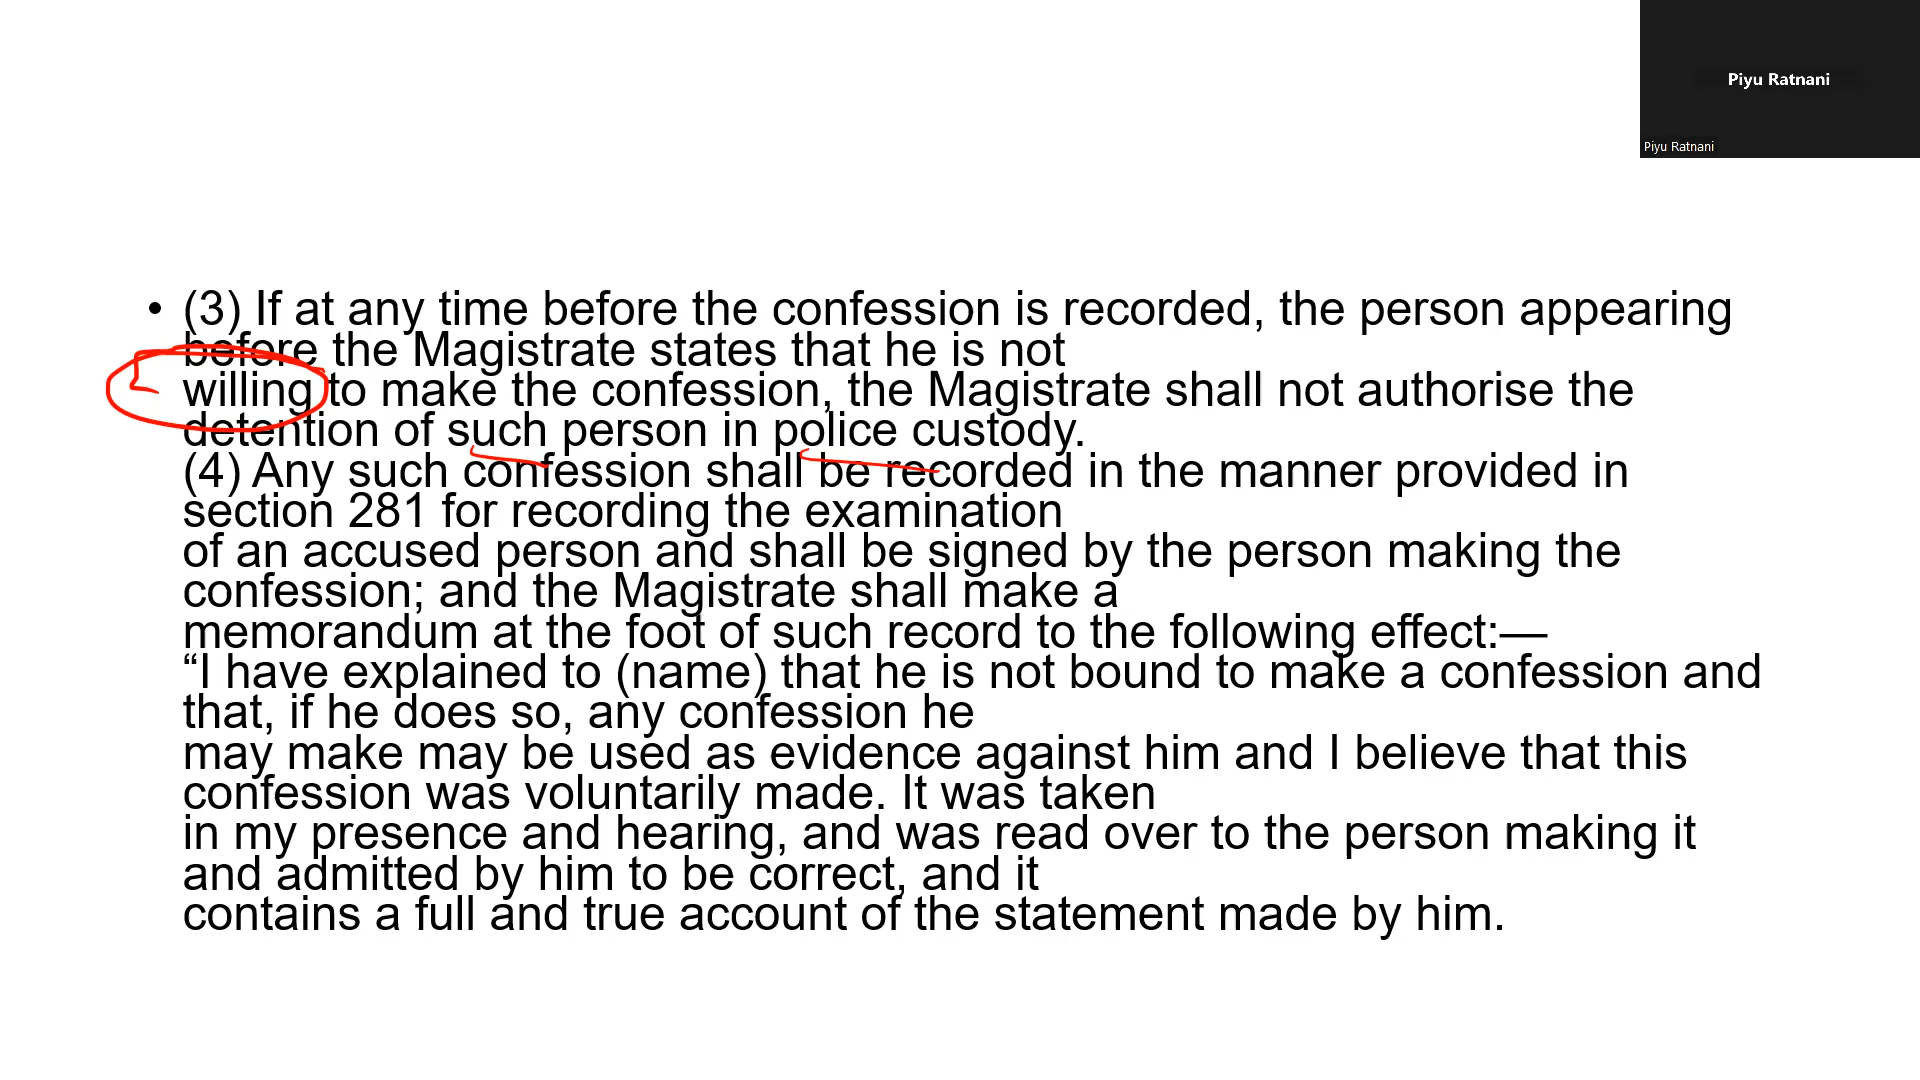 Piyu Ratnani
Piyu Ratnani
• (3) If at any time before the confession is recorded, the person appearing
before the Magistrate states that he is not
willing to make the confession, the Magistrate shall not authorise the
detention of such person in police custody.
(4) Any such confession shall be recorded in the manner provided in
section 281 for recording the examination
of an accused person and shall be signed by the person making the
confession; and the Magistrate shall make a
memorandum at the foot of such record to the following effect:—
“I have explained to (name) that he is not bound to make a confession and
that, if he does so, any confession he
may make may be used as evidence against him and I believe that this
confession was voluntarily made. It was taken
in my presence and hearing, and was read over to the person making it
and admitted by him to be correct, and it
contains a full and true account of the statement made by him.